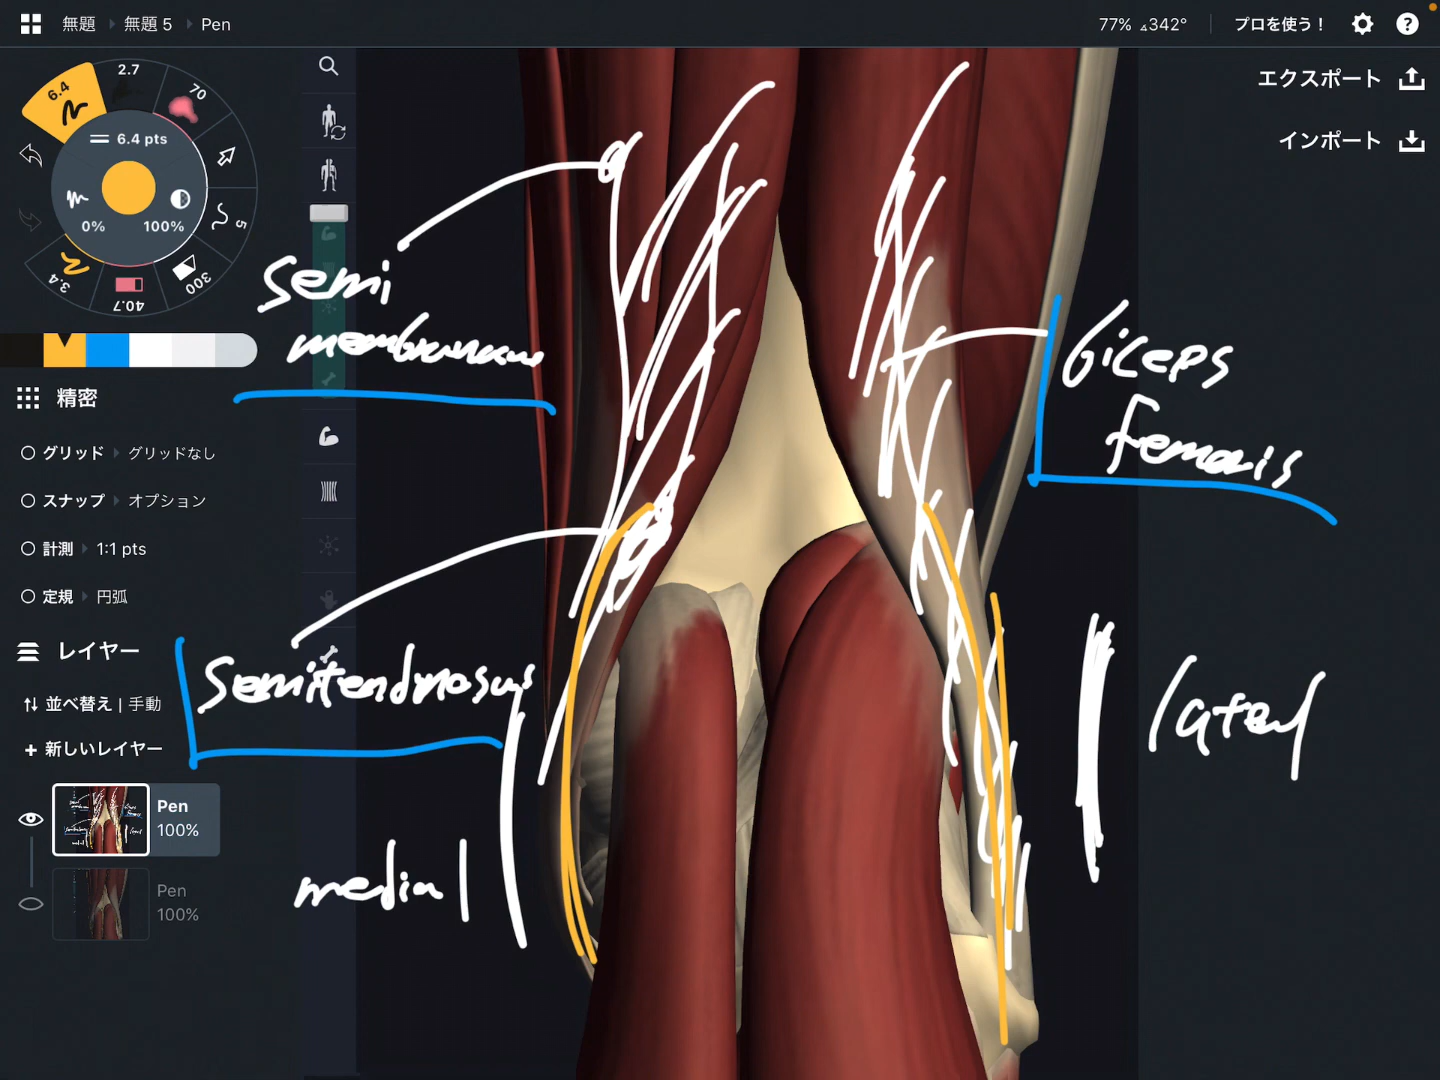 無題 無題 5 Pen
77% ⦟342° プロを使う！
エクスポート
インポート
2.7
6.4
70
6.4 pts
5
0% 100%
3.4
40.7
300
精密
グリッド グリッドなし
スナップ オプション
計測 1:1 pts
定規 円弧
レイヤー
並べ替え | 手動
+ 新しいレイヤー
Pen
100%
Pen
100%
Semi
membranous
Semitendinosus
medial
biceps
femoris
lateral